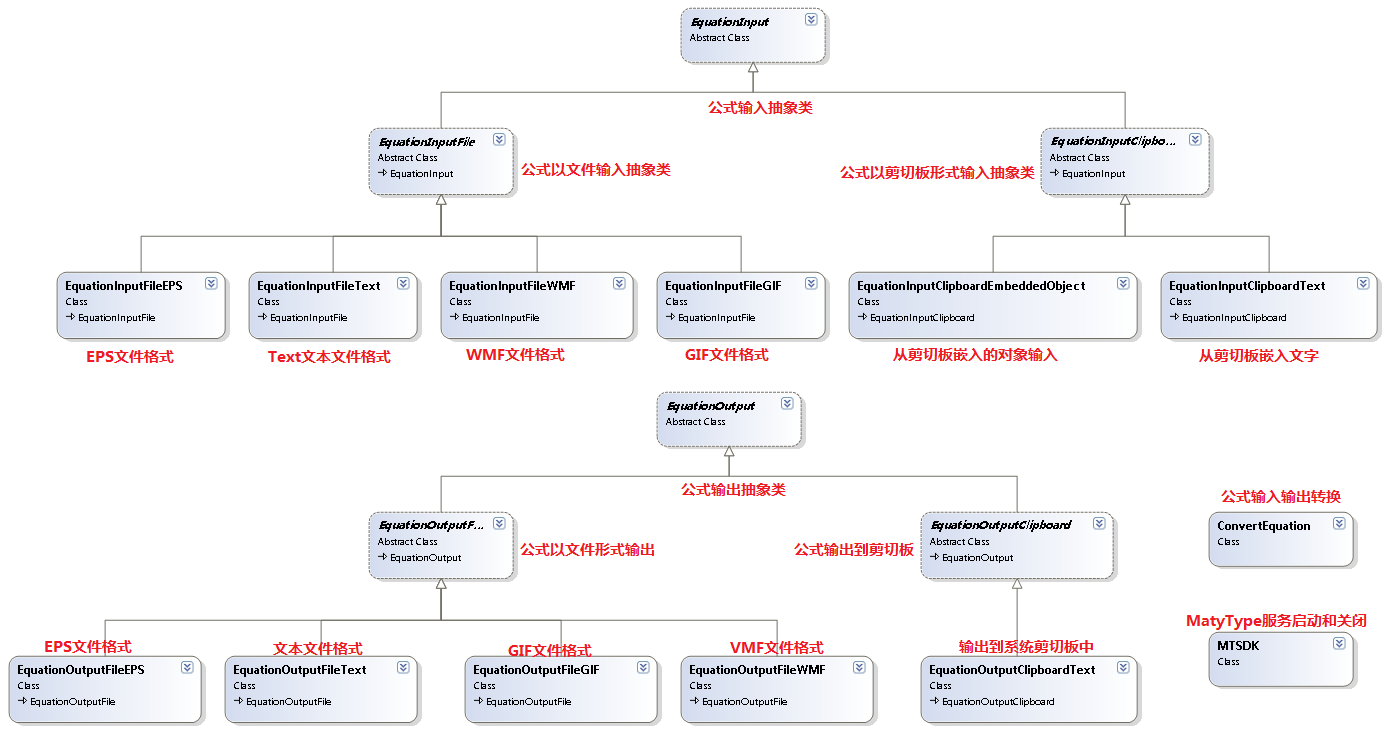 EquationInput
Abstract Class
公式输入抽象类
EquationInputFile
Abstract Class
EquationInput
公式以文件输入抽象类
公式以剪切板形式输入抽象类
EquationInputClipbo...
Abstract Class
EquationInput
EquationInputFileEPS
Class
EquationInputFile
EPS文件格式
EquationInputFileText
Class
EquationInputFile
Text文本文件格式
EquationInputFileWMF
Class
EquationInputFile
WMF文件格式
EquationInputFileGIF
Class
EquationInputFile
GIF文件格式
EquationInputClipboardEmbeddedObject
Class
EquationInputClipboard
从剪切板嵌入的对象输入
EquationInputClipboardText
Class
EquationInputClipboard
从剪切板嵌入文字
EquationOutput
Abstract Class
公式输出抽象类
EquationOutputF...
Abstract Class
EquationOutput
公式以文件形式输出
公式输出到剪切板
EquationOutputClipboard
Abstract Class
EquationOutput
公式输入输出转换
ConvertEquation
Class
EPS文件格式
EquationOutputFileEPS
Class
EquationOutputFile
文本文件格式
EquationOutputFileText
Class
EquationOutputFile
GIF文件格式
EquationOutputFileGIF
Class
EquationOutputFile
VMF文件格式
EquationOutputFileWMF
Class
EquationOutputFile
输出到系统剪切板中
EquationOutputClipboardText
Class
EquationOutputClipboard
MatyType服务启动和关闭
MTSDK
Class